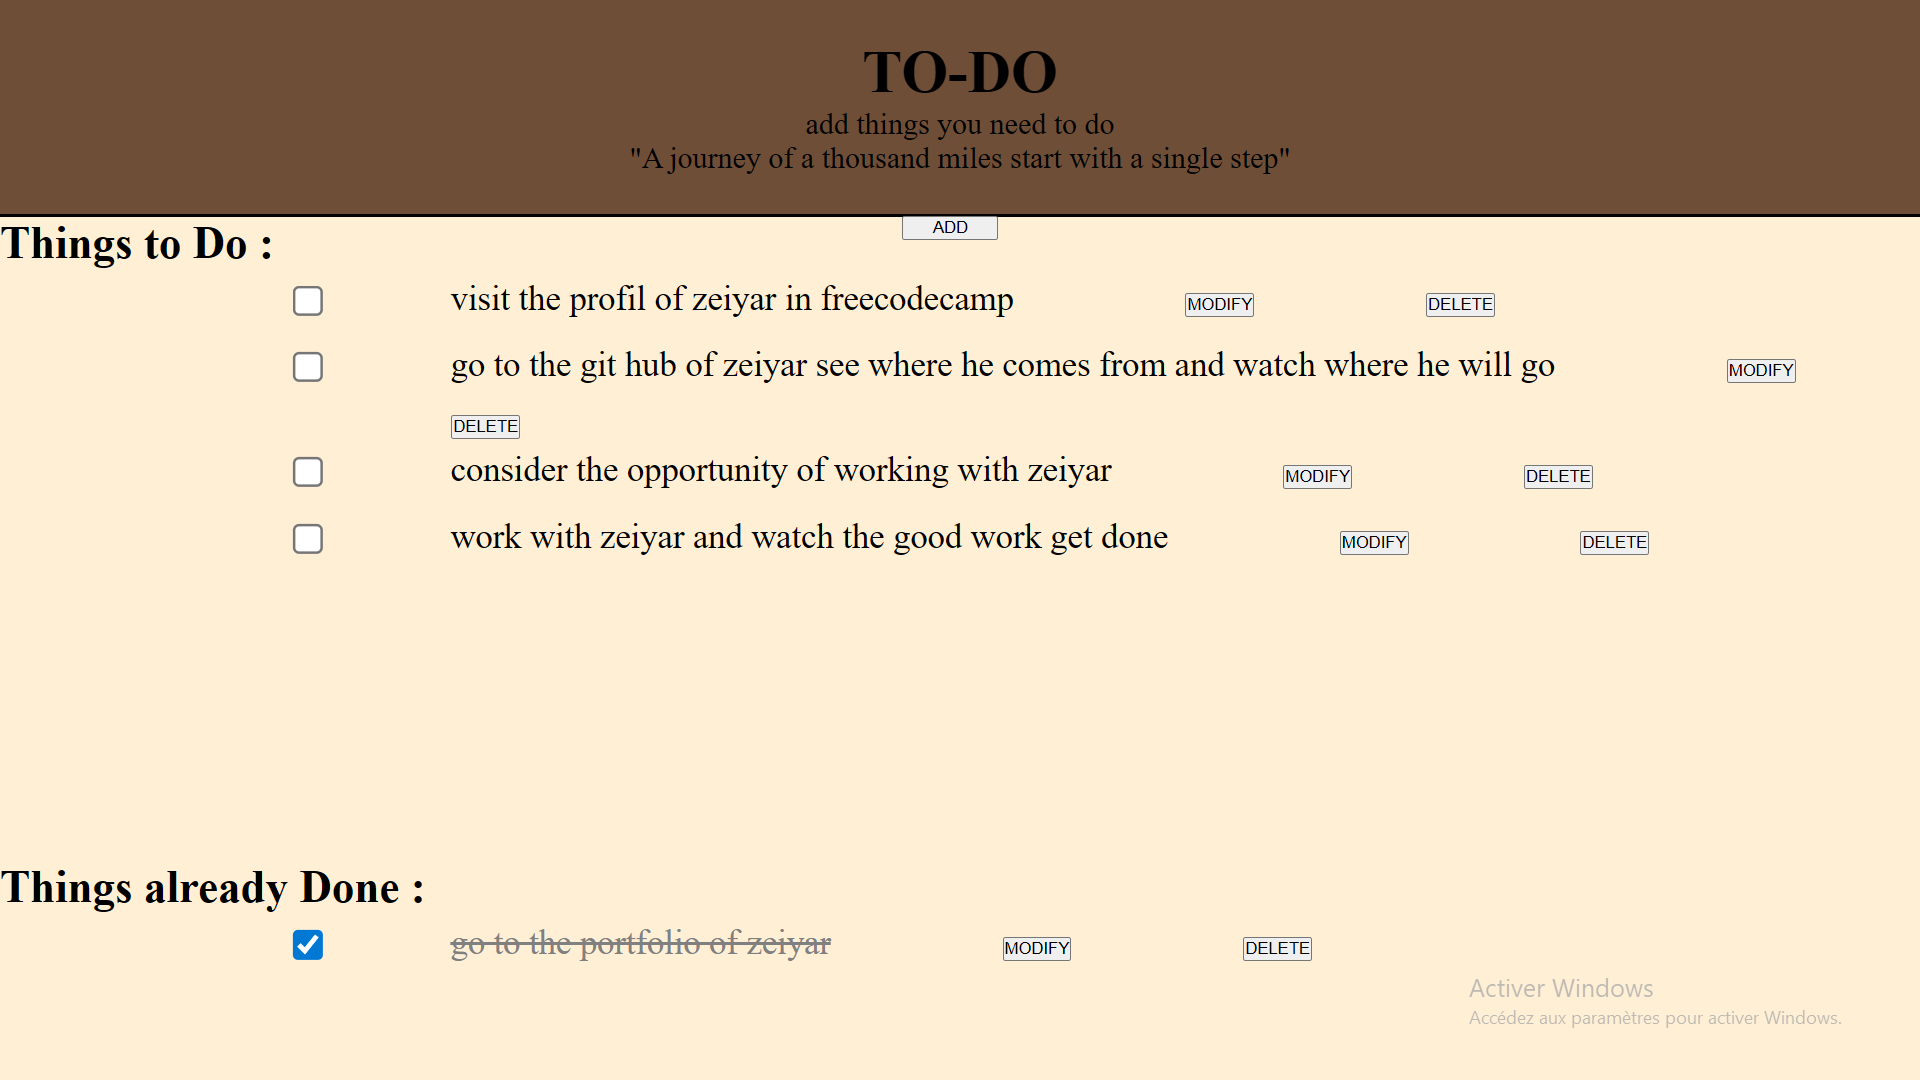 TO-DO
add things you need to do
"A journey of a thousand miles start with a single step"
ADD
Things to Do :
visit the profil of zeiyar in freecodecamp MODIFY DELETE
go to the git hub of zeiyar see where he comes from and watch where he will go MODIFY
DELETE
consider the opportunity of working with zeiyar MODIFY DELETE
work with zeiyar and watch the good work get done MODIFY DELETE
Things already Done :
go to the portfolio of zeiyar MODIFY DELETE
Activer Windows
Accédez aux paramètres pour activer Windows.